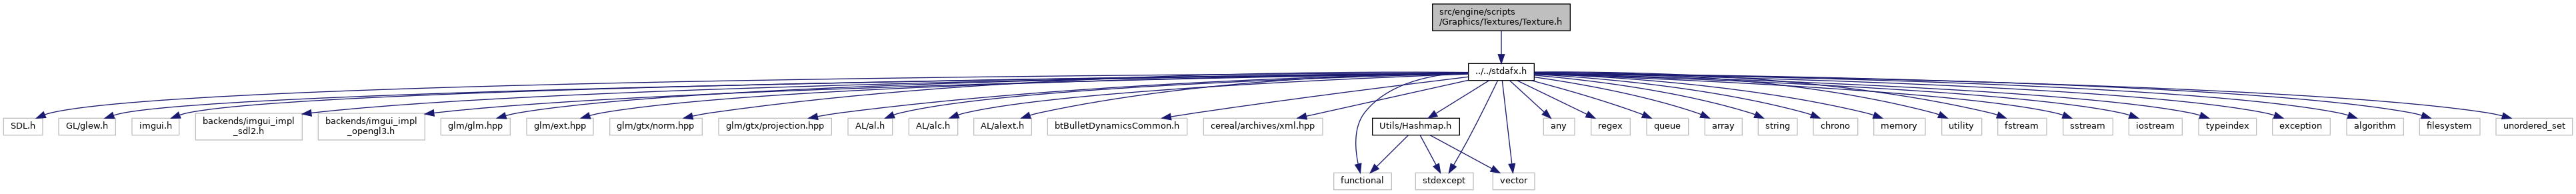 src/engine/scripts
/Graphics/Textures/Texture.h
../../stdafx.h
SDL.h
GL/glew.h
imgui.h
backends/imgui_impl
_sdl2.h
backends/imgui_impl
_opengl3.h
glm/glm.hpp
glm/ext.hpp
glm/gtx/norm.hpp
glm/gtx/projection.hpp
AL/al.h
AL/alc.h
AL/alext.h
btBulletDynamicsCommon.h
cereal/archives/xml.hpp
Utils/Hashmap.h
any
regex
queue
array
string
chrono
memory
utility
fstream
sstream
iostream
typeindex
exception
algorithm
filesystem
unordered_set
functional
stdexcept
vector